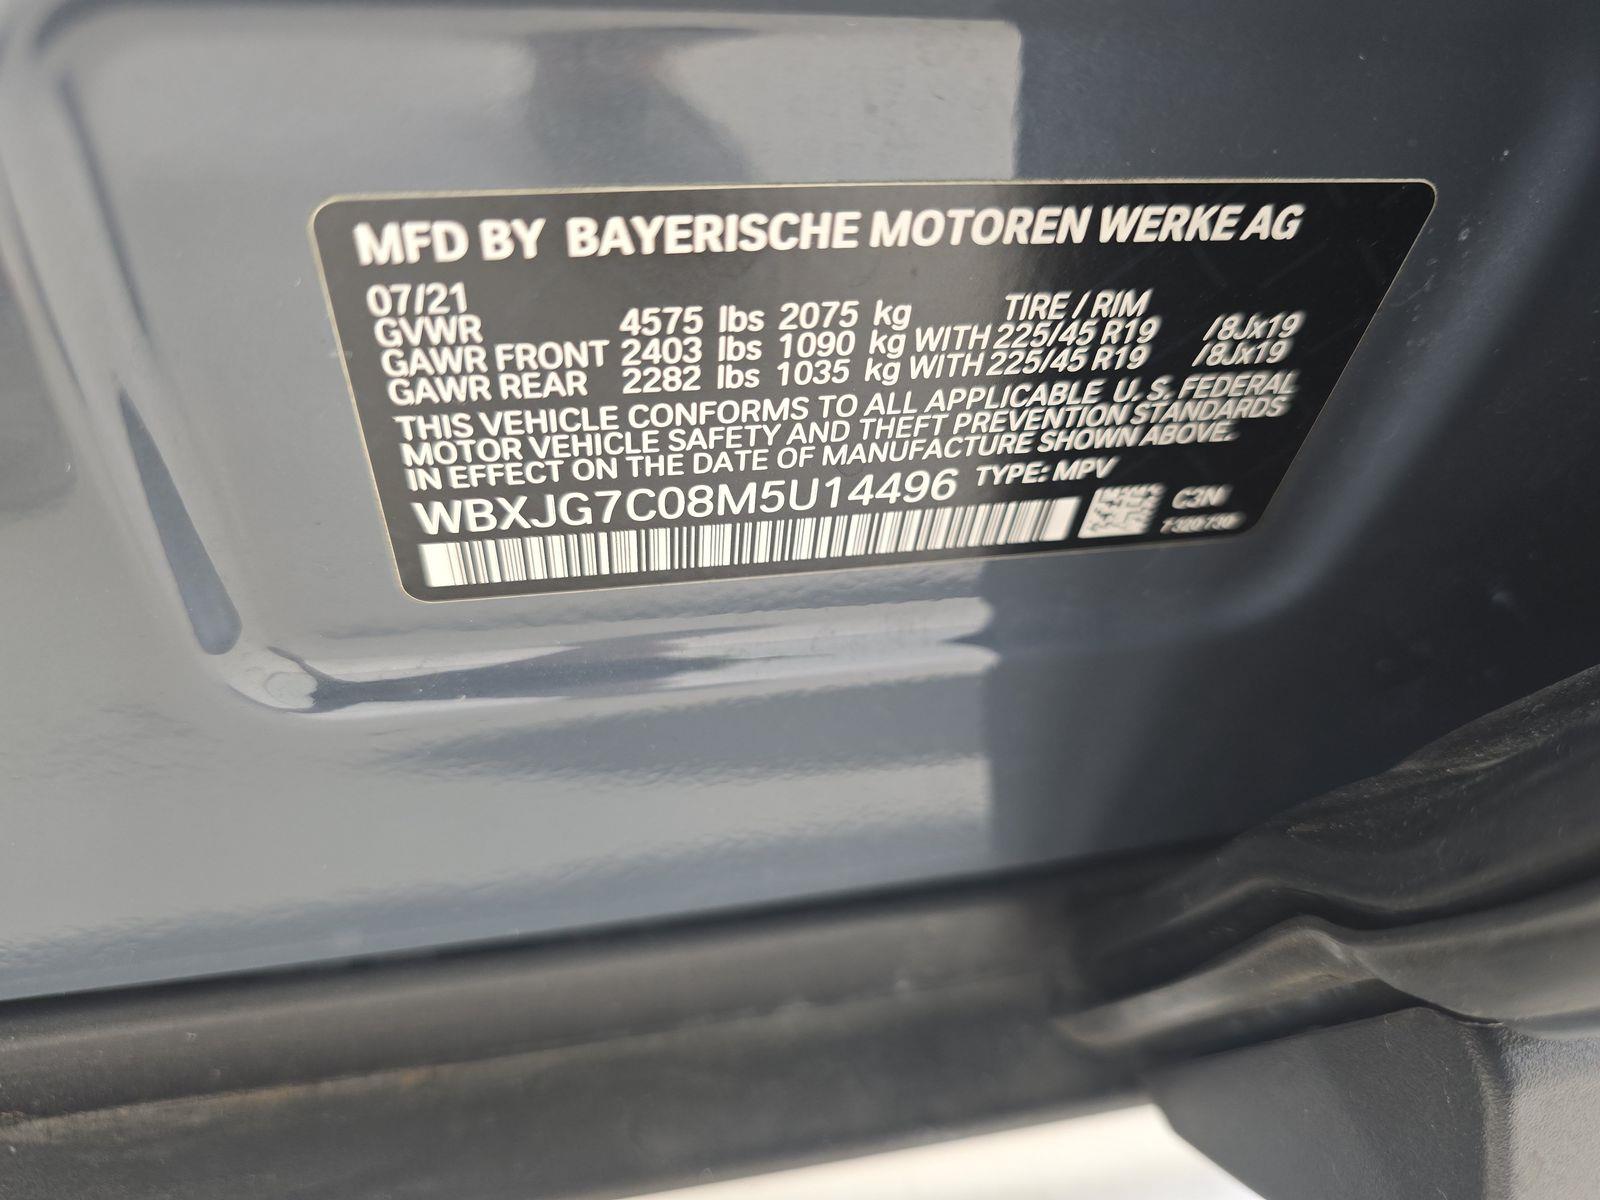 MFD BY BAYERISCHE MOTOREN WERKE AG
07/21 TIRE / RIM
GVWR 4575 lbs 2075 kg
GAWR FRONT 2403 lbs 1090 kg WITH 225/45 R19 /8Jx19
GAWR REAR 2282 lbs 1035 kg WITH 225/45 R19 /8Jx19
THIS VEHICLE CONFORMS TO ALL APPLICABLE U.S. FEDERAL
MOTOR VEHICLE SAFETY AND THEFT PREVENTION STANDARDS
IN EFFECT ON THE DATE OF MANUFACTURE SHOWN ABOVE.
WBXJG7C08M5U14496 TYPE: MPV
C3N